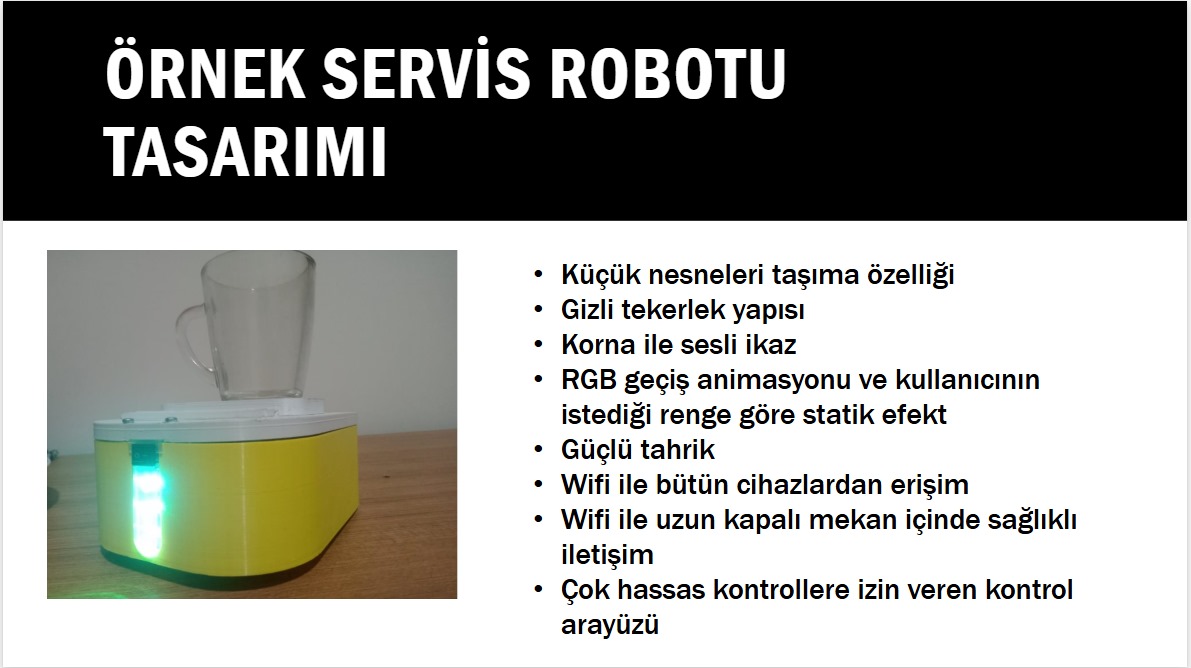 ÖRNEK SERVİS ROBOTU
TASARIMI
• Küçük nesneleri taşıma özelliği
• Gizli tekerlek yapısı
• Korna ile sesli ikaz
• RGB geçiş animasyonu ve kullanıcının
istediği renge göre statik efekt
• Güçlü tahrik
• Wifi ile bütün cihazlardan erişim
• Wifi ile uzun kapalı mekan içinde sağlıklı
iletişim
• Çok hassas kontrollere izin veren kontrol
arayüzü